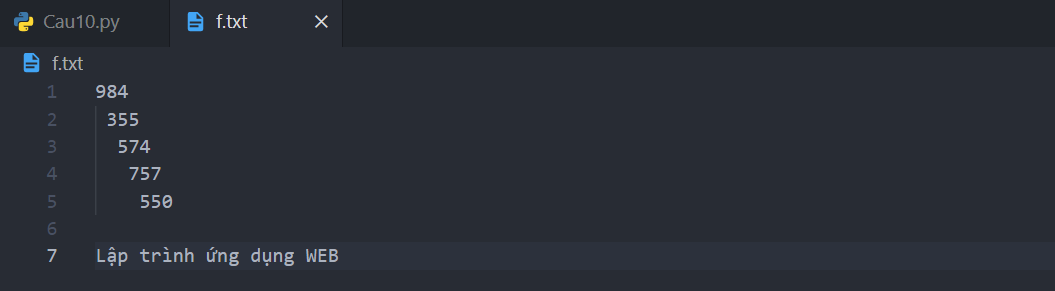 Cau10.py f.txt
f.txt
1 984
2  355
3   574
4    757
5     550
6
7 Lập trình ứng dụng WEB